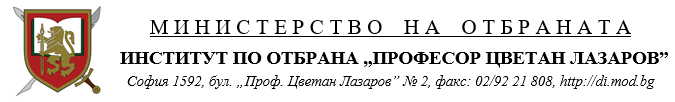 МИНИСТЕРСТВО НА ОТБРАНАТА
ИНСТИТУТ ПО ОТБРАНА „ПРОФЕСОР ЦВЕТАН ЛАЗАРОВ”
София 1592, бул. „Проф. Цветан Лазаров” № 2, факс: 02/92 21 808, http://di.mod.bg